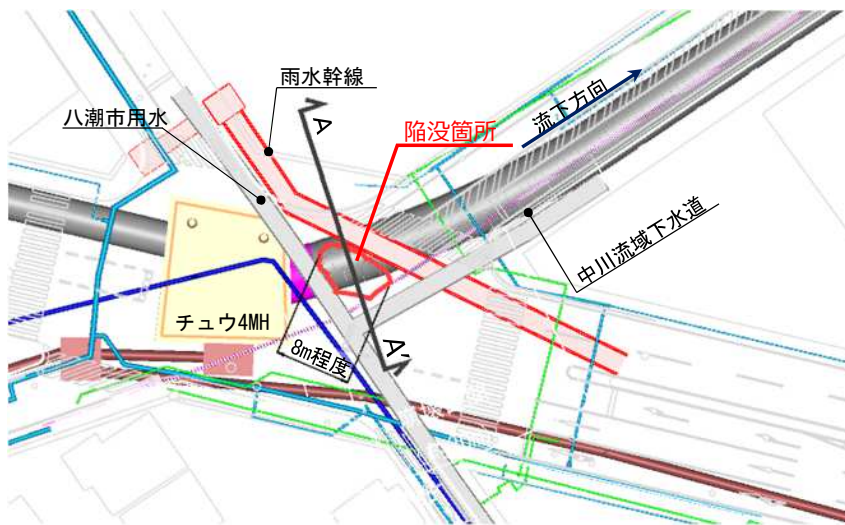 雨水幹線
八潮市用水
A
陥没箇所
流下方向
中川流域下水道
チュウ4MH
8m程度
A'